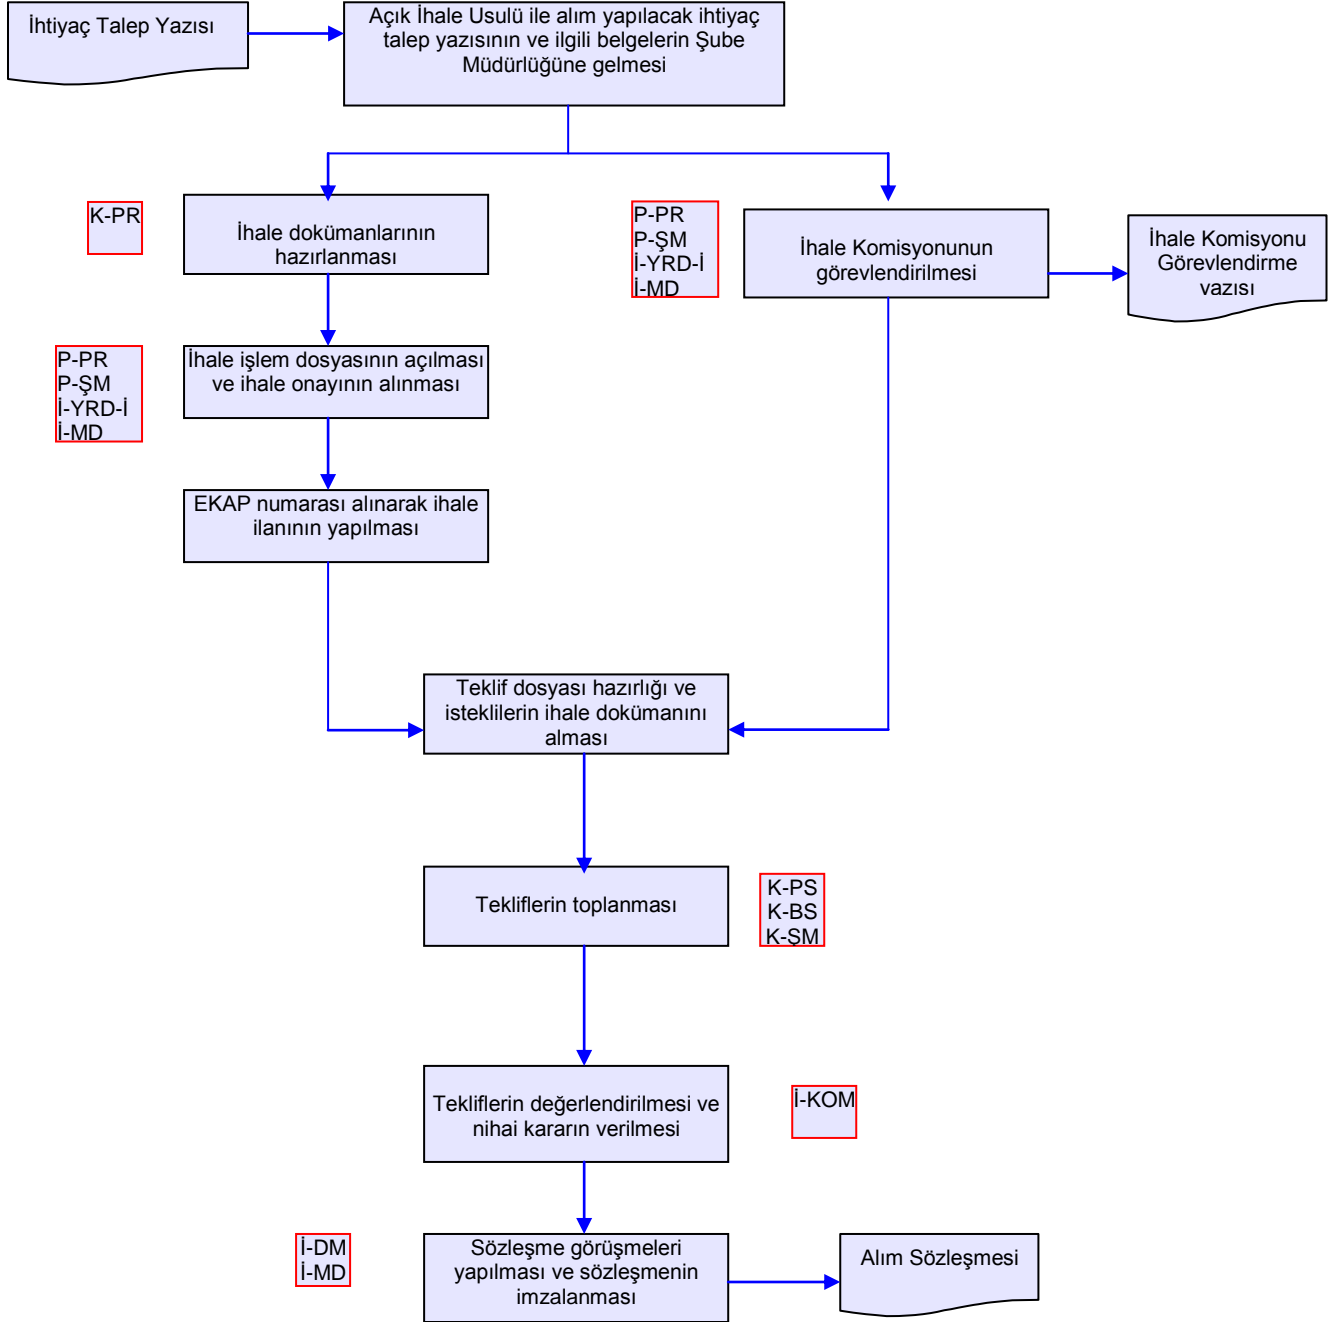 İhtiyaç Talep Yazısı
Açık İhale Usulü ile alım yapılacak ihtiyaç
talep yazısının ve ilgili belgelerin Şube
Müdürlüğüne gelmesi
K-PR
İhale dokümanlarının
hazırlanması
P-PR
P-ŞM
İ-YRD-İ
İ-MD
İhale Komisyonunun
görevlendirilmesi
İhale Komisyonu
Görevlendirme
yazısı
P-PR
P-ŞM
İ-YRD-İ
İ-MD
İhale işlem dosyasının açılması
ve ihale onayının alınması
EKAP numarası alınarak ihale
ilanının yapılması
Teklif dosyası hazırlığı ve
isteklilerin ihale dokümanını
alması
Tekliflerin toplanması
K-PS
K-BS
K-ŞM
Tekliflerin değerlendirilmesi ve
nihai kararın verilmesi
İ-KOM
İ-DM
İ-MD
Sözleşme görüşmeleri
yapılması ve sözleşmenin
imzalanması
Alım Sözleşmesi